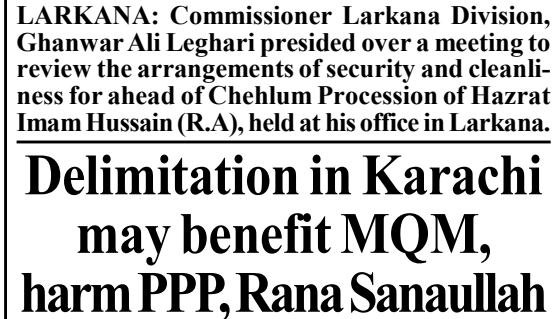 LARKANA: Commissioner Larkana Division,
Ghanwar Ali Leghari presided over a meeting to
review the arrangements of security and cleanli-
ness for ahead of Chehlum Procession of Hazrat
Imam Hussain (R.A), held at his office in Larkana.
Delimitation in Karachi
may benefit MQM,
harm PPP, Rana Sanaullah